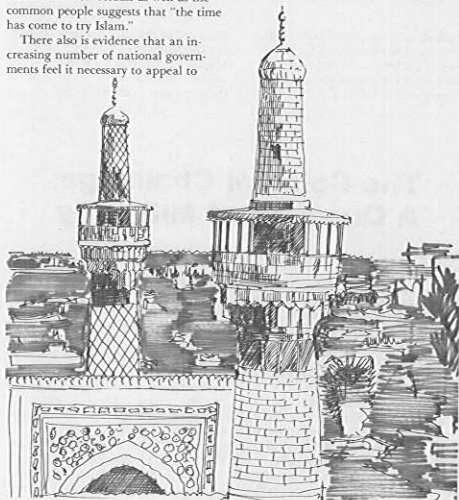 as well as the
common people suggests that "the time
has come to try Islam."
There also is evidence that an in-
creasing number of national govern-
ments feel it necessary to appeal to